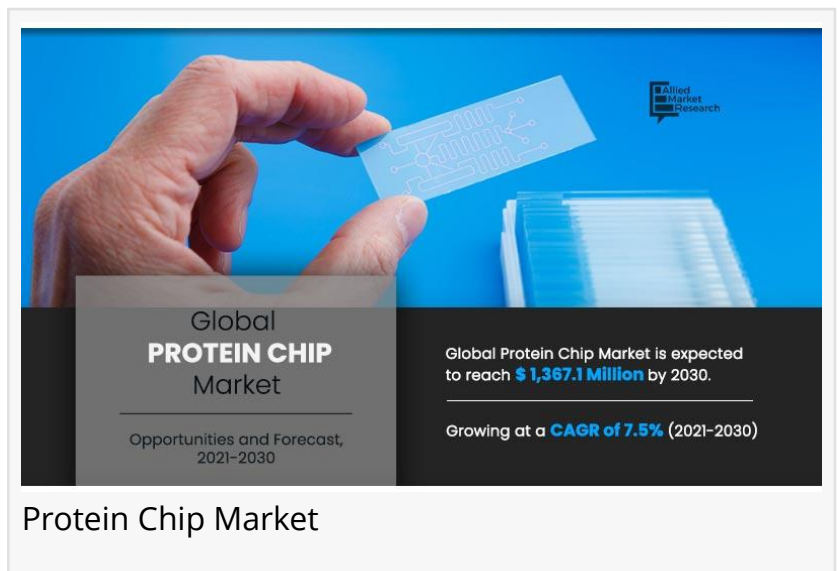 Allied
Market
Research
Global
PROTEIN CHIP
Market
Opportunities and Forecast,
2021-2030
Global Protein Chip Market is expected
to reach $ 1,367.1 Million by 2030.
Growing at a CAGR of 7.5% (2021-2030)
Protein Chip Market